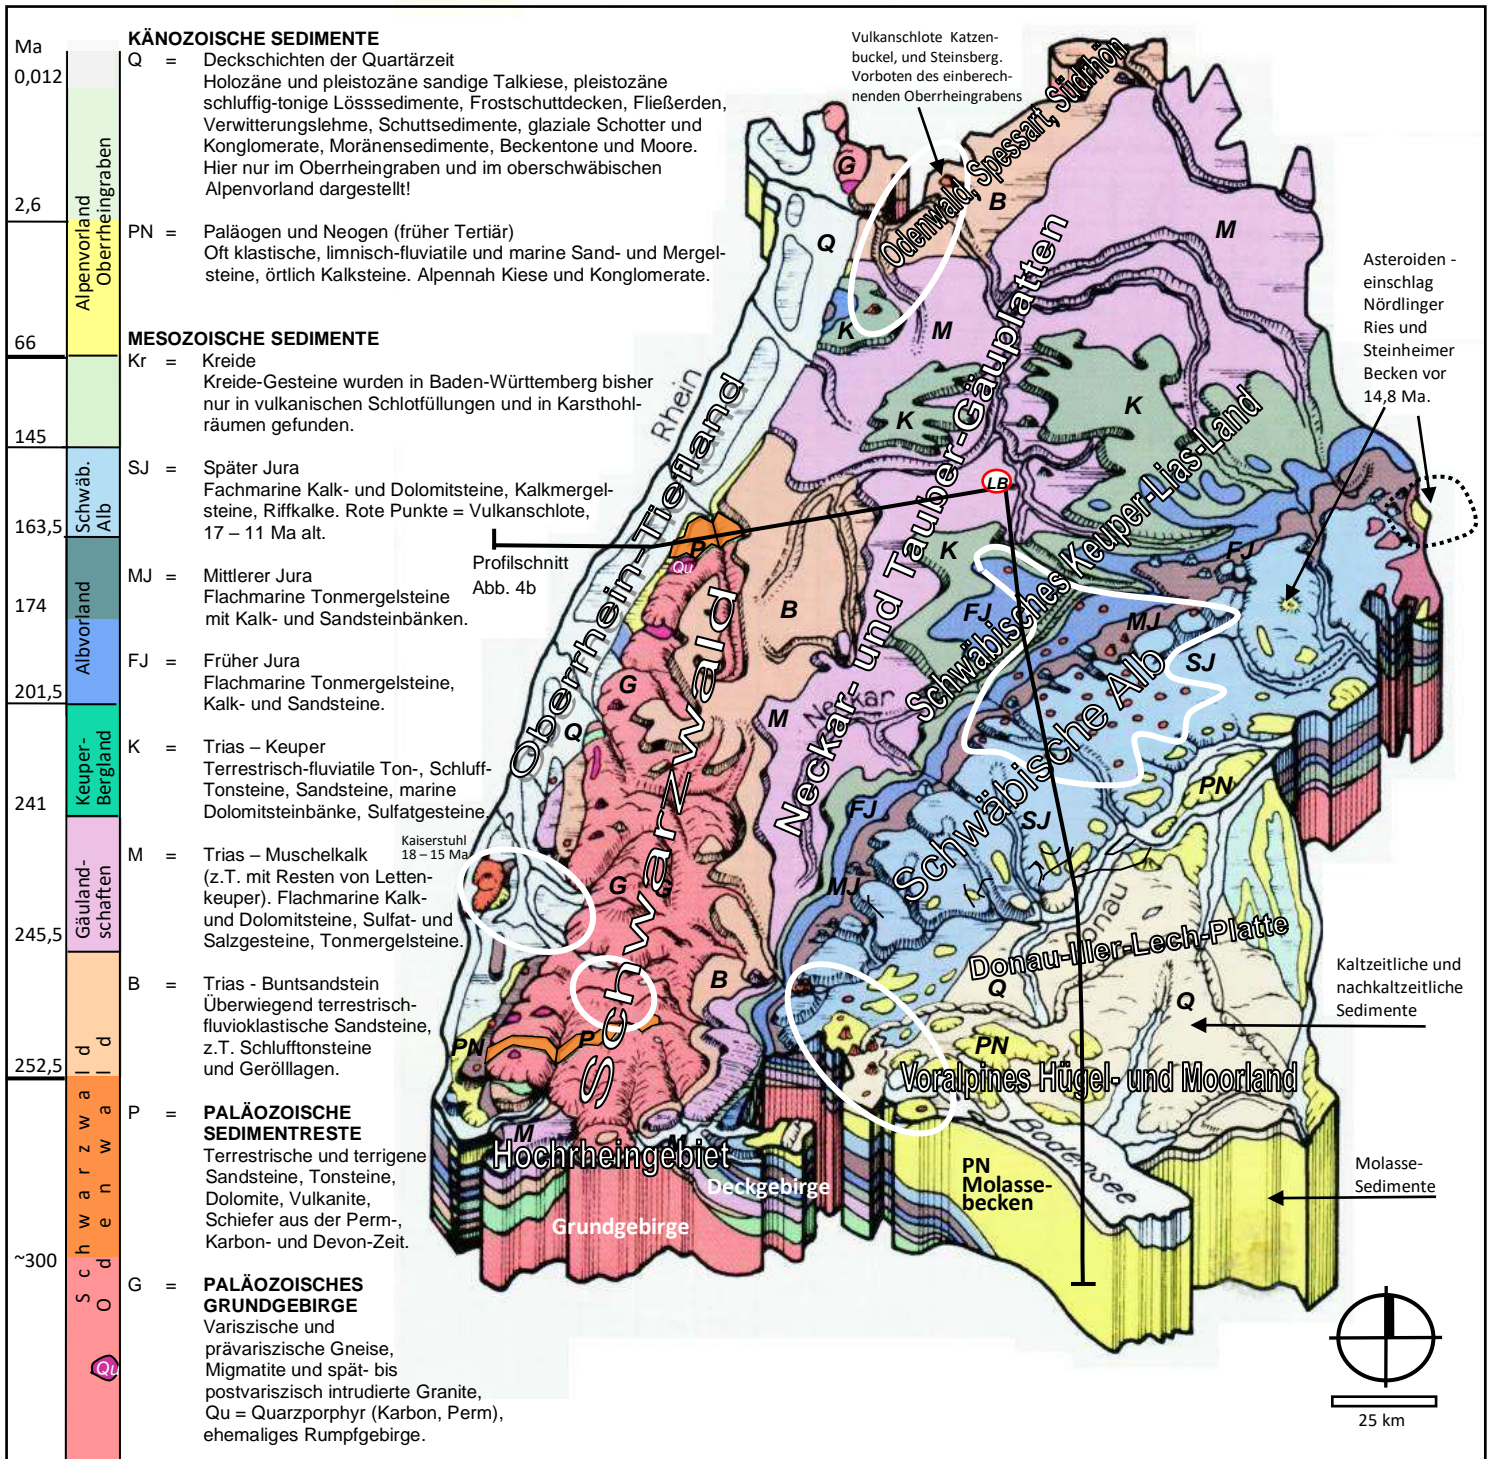 Ma
0,012
2,6
66
145
163,5
174
201,5
241
245,5
252,5
~300
Alpenvorland
Oberrheingraben
Schwäb.
Alb
Albvorland
Keuper-
Bergland
Gäuland-
schaften
Schwarzwald
Odenwald
Qu
KÄNOZOISCHE SEDIMENTE
Q = Deckschichten der Quartärzeit
Holozäne und pleistozäne sandige Talkiese, pleistozäne
schluffig-tonige Lösssedimente, Frostschuttdecken, Fließerden,
Verwitterungslehme, Schuttsedimente, glaziale Schotter und
Konglomerate, Moränensedimente, Beckentone und Moore.
Hier nur im Oberrheingraben und im oberschwäbischen
Alpenvorland dargestellt!
PN = Paläogen und Neogen (früher Tertiär)
Oft klastische, limnisch-fluviatile und marine Sand- und Mergel-
steine, örtlich Kalksteine. Alpennah Kiese und Konglomerate.
MESOZOISCHE SEDIMENTE
Kr = Kreide
Kreide-Gesteine wurden in Baden-Württemberg bisher
nur in vulkanischen Schlotfüllungen und in Karsthohl-
räumen gefunden.
SJ = Später Jura
Fachmarine Kalk- und Dolomitsteine, Kalkmergel-
steine, Riffkalke. Rote Punkte = Vulkanschlote,
17 – 11 Ma alt.
MJ = Mittlerer Jura
Flachmarine Tonmergelsteine
mit Kalk- und Sandsteinbänken.
FJ = Früher Jura
Flachmarine Tonmergelsteine,
Kalk- und Sandsteine.
K = Trias – Keuper
Terrestrisch-fluviatile Ton-, Schluff-
Tonsteine, Sandsteine, marine
Dolomitsteinbänke, Sulfatgesteine.
M = Trias – Muschelkalk
(z.T. mit Resten von Letten-
keuper). Flachmarine Kalk-
und Dolomitsteine, Sulfat- und
Salzgesteine, Tonmergelsteine.
B = Trias - Buntsandstein
Überwiegend terrestrisch-
fluvioklastische Sandsteine,
z.T. Schlufftonsteine
und Gerölllagen.
P = PALÄOZOISCHE
SEDIMENTRESTE
Terrestrische und terrigene
Sandsteine, Tonsteine,
Dolomite, Vulkanite,
Schiefer aus der Perm-,
Karbon- und Devon-Zeit.
G = PALÄOZOISCHES
GRUNDGEBIRGE
Variszische und
prävariszische Gneise,
Migmatite und spät- bis
postvariszisch intrudierte Granite,
Qu = Quarzporphyr (Karbon, Perm),
ehemaliges Rumpfgebirge.
Vulkanschlote Katzen-
buckel, und Steinsberg.
Vorboten des einberech-
nenden Oberrheingrabens
Asteroiden -
einschlag
Nördlinger
Ries und
Steinheimer
Becken vor
14,8 Ma.
Profilschnitt
Abb. 4b
Kaiserstuhl
18 – 15 Ma
Kaltzeitliche und
nachkaltzeitliche
Sedimente
Molasse-
Sedimente
Odenwald, Spessart, Südrhön
Oberrhein-Tiefland
Rhein
Schwarzwald
Neckar- und Tauber-Gäuplatten
Neckar
Schwäbisches Keuper-Lias-Land
Schwäbische Alb
Donau
Donau-Iller-Lech-Platte
Voralpines Hügel- und Moorland
Bodensee
Hochrheingebiet
Deckgebirge
Grundgebirge
PN
Molasse-
becken
LB
G
B
Q
M
K
M
K
K
K
P
Qu
B
FJ
FJ
MJ
SJ
G
Q
M
PN
FJ
SJ
G
MJ
B
Q
Q
PN
P
PN
M
M
25 km